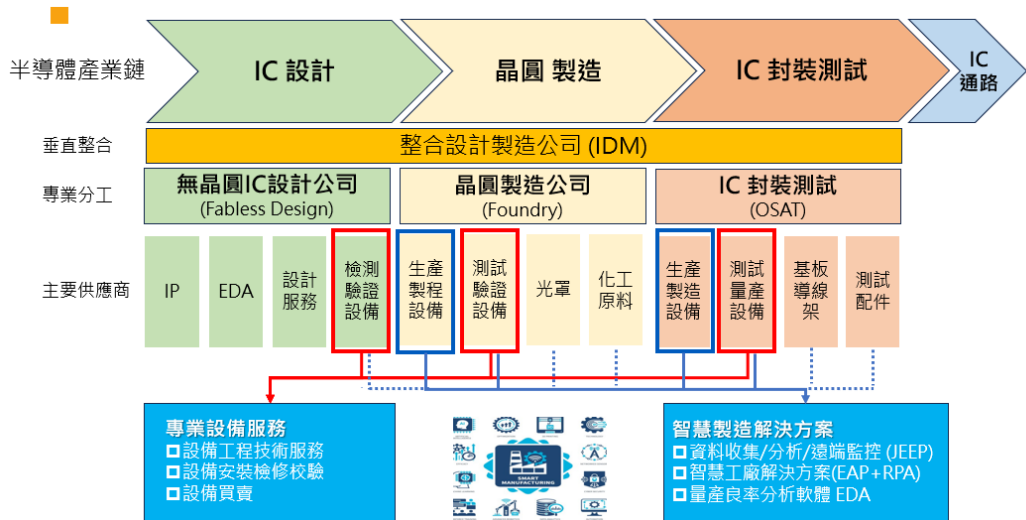 半導體產業鏈
IC 設計
晶圓 製造
IC 封裝測試
IC
通路
垂直整合
整合設計製造公司 (IDM)
專業分工
無晶圓IC設計公司
(Fabless Design)
晶圓製造公司
(Foundry)
IC 封裝測試
(OSAT)
主要供應商
IP
EDA
設計
服務
檢測
驗證
設備
生產
製程
設備
測試
驗證
設備
光罩
化工
原料
生產
製造
設備
測試
量產
設備
基板
導線
架
測試
配件
專業設備服務
設備工程技術服務
設備安裝檢修校驗
設備買賣
SMART
MANUFACTURING
智慧製造解決方案
資料收集/分析/遠端監控 (JEEP)
智慧工廠解決方案(EAP+RPA)
量產良率分析軟體 EDA